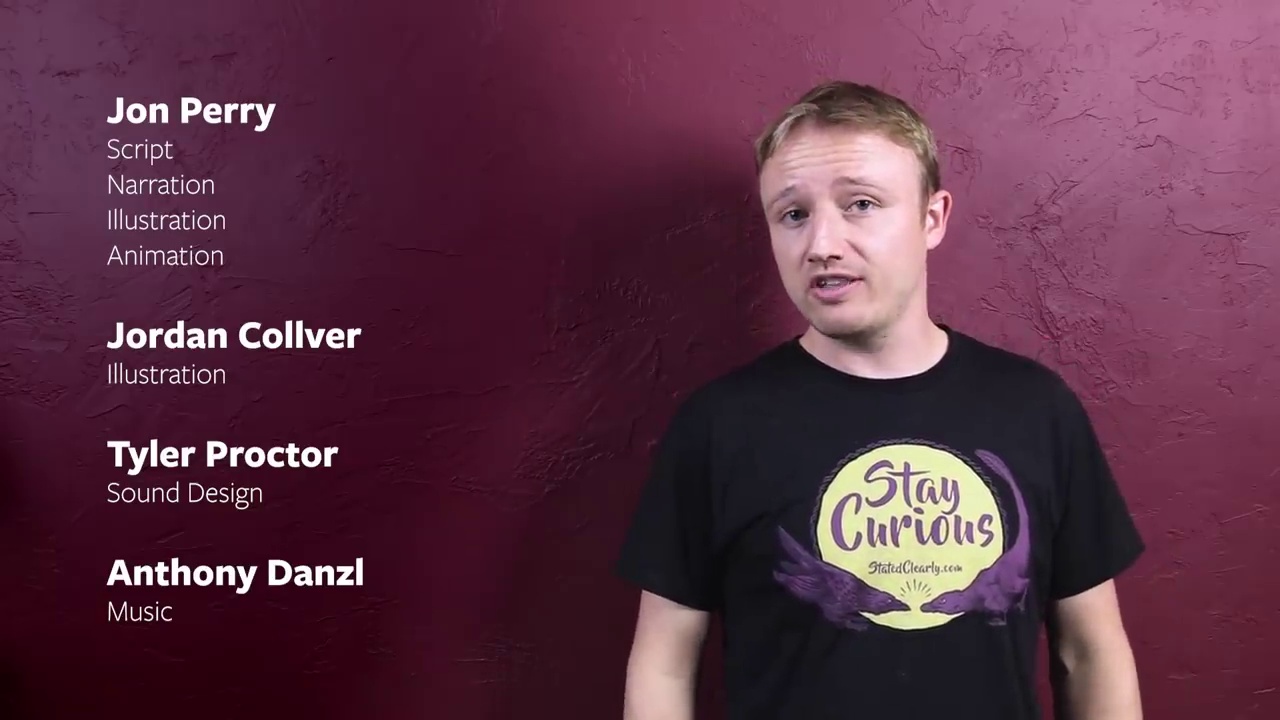 Jon Perry
Script
Narration
Illustration
Animation
Jordan Collver
Illustration
Tyler Proctor
Sound Design
Anthony Danzl
Music
Stay
Curious
StatedClearly.com